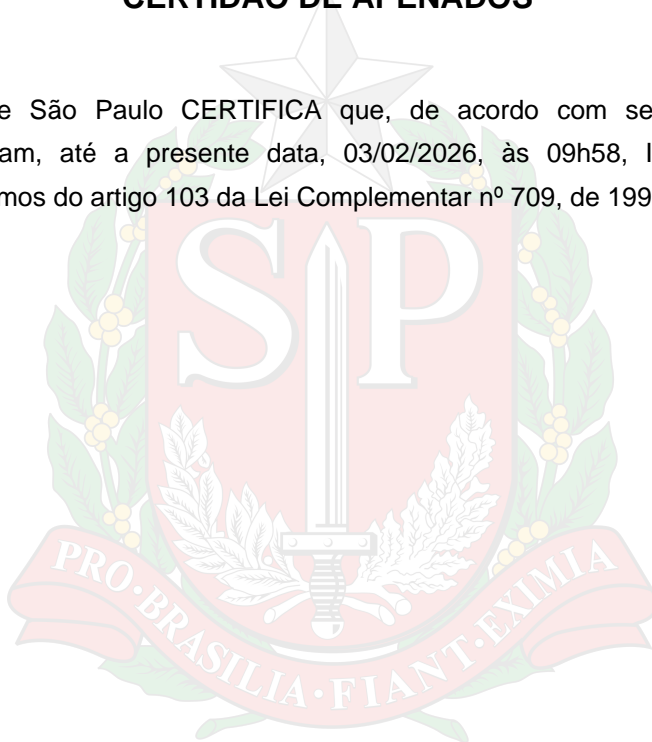 CERTIDÃO DE APENADOS
e São Paulo CERTIFICA que, de acordo com se
am, até a presente data, 03/02/2026, às 09h58, I
mos do artigo 103 da Lei Complementar nº 709, de 199
SP
PRO·BRASILIA·FIANT·EXIMIA